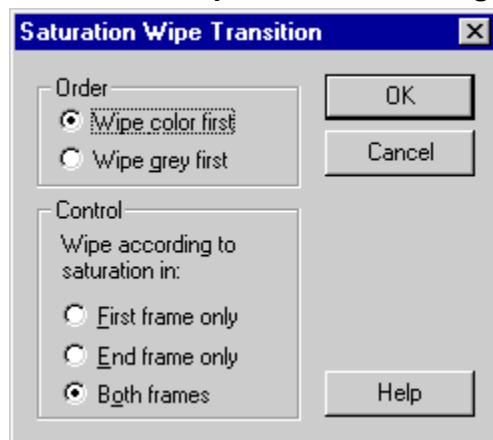 Saturation Wipe Transition
Order
Wipe color first
Wipe grey first
OK
Cancel
Control
Wipe according to
saturation in:
First frame only
End frame only
Both frames
Help